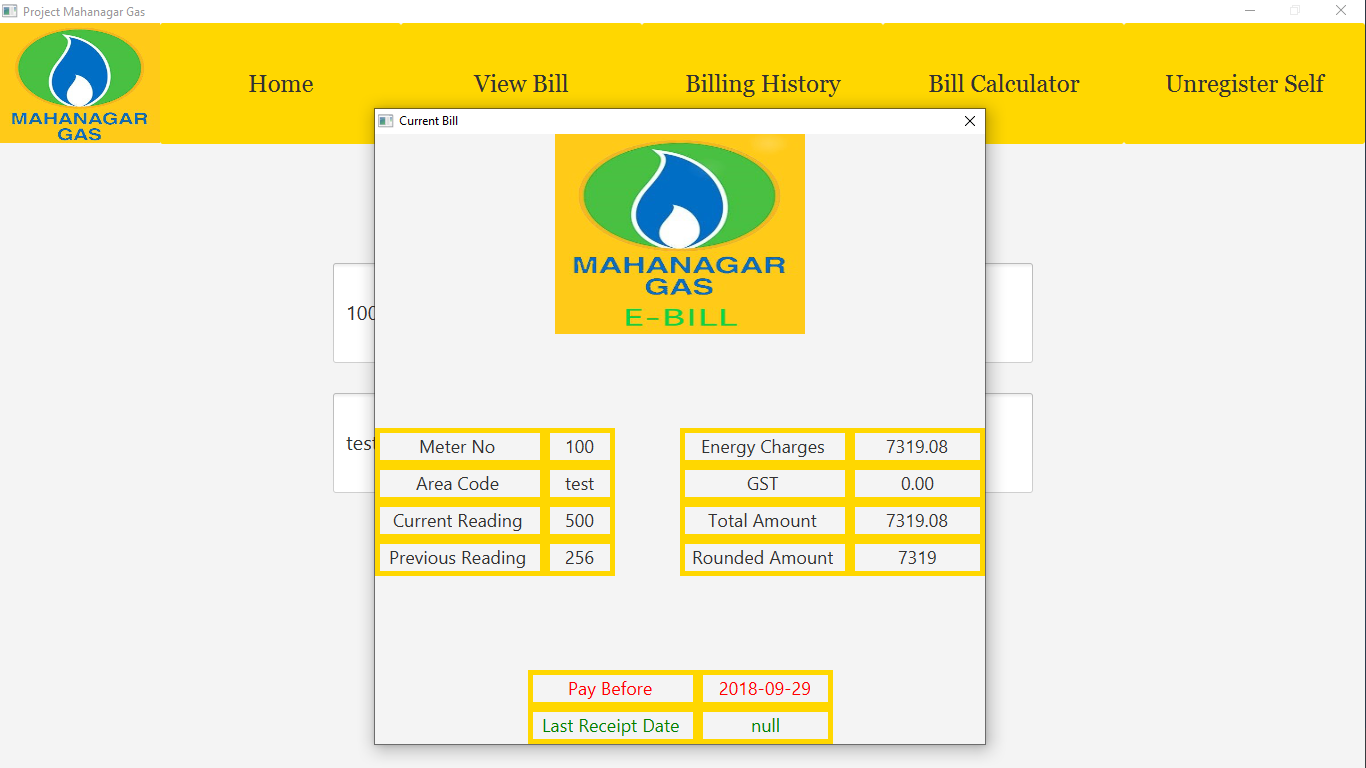 Project Mahanagar Gas
MAHANAGAR
GAS
Home
View Bill
Billing History
Bill Calculator
Unregister Self
Current Bill
MAHANAGAR
GAS
E-BILL
100
test
Meter No 100
Area Code test
Current Reading 500
Previous Reading 256
Energy Charges 7319.08
GST 0.00
Total Amount 7319.08
Rounded Amount 7319
Pay Before 2018-09-29
Last Receipt Date null